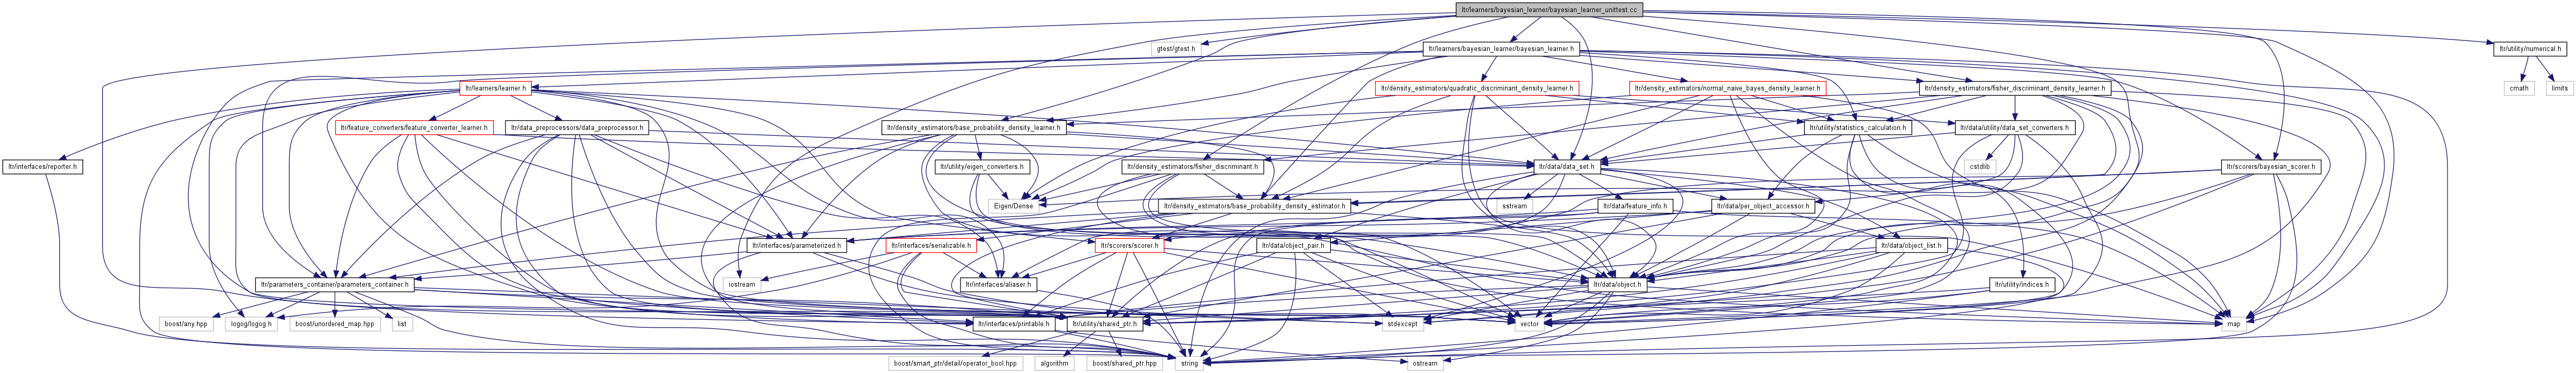 ltr/learners/bayesian_learner/bayesian_learner_unittest.cc
gtest/gtest.h
ltr/learners/bayesian_learner/bayesian_learner.h
ltr/utility/numerical.h
ltr/learners/learner.h
ltr/density_estimators/quadratic_discriminant_density_learner.h
ltr/density_estimators/normal_naive_bayes_density_learner.h
ltr/density_estimators/fisher_discriminant_density_learner.h
cmath
limits
ltr/feature_converters/feature_converter_learner.h
ltr/data_preprocessors/data_preprocessor.h
ltr/density_estimators/base_probability_density_learner.h
ltr/utility/statistics_calculation.h
ltr/data/utility/data_set_converters.h
ltr/interfaces/reporter.h
ltr/utility/eigen_converters.h
ltr/density_estimators/fisher_discriminant.h
ltr/data/data_set.h
cstdlib
ltr/scorers/bayesian_scorer.h
Eigen/Dense
ltr/density_estimators/base_probability_density_estimator.h
sstream
ltr/data/feature_info.h
ltr/data/per_object_accessor.h
ltr/interfaces/parameterized.h
ltr/interfaces/serializable.h
ltr/scorers/scorer.h
ltr/data/object_pair.h
ltr/data/object_list.h
ltr/parameters_container/parameters_container.h
iostream
ltr/interfaces/aliaser.h
ltr/data/object.h
ltr/utility/indices.h
boost/any.hpp
logog/logog.h
boost/unordered_map.hpp
list
ltr/utility/shared_ptr.h
ltr/interfaces/printable.h
stdexcept
vector
map
boost/smart_ptr/detail/operator_bool.hpp
algorithm
boost/shared_ptr.hpp
string
ostream